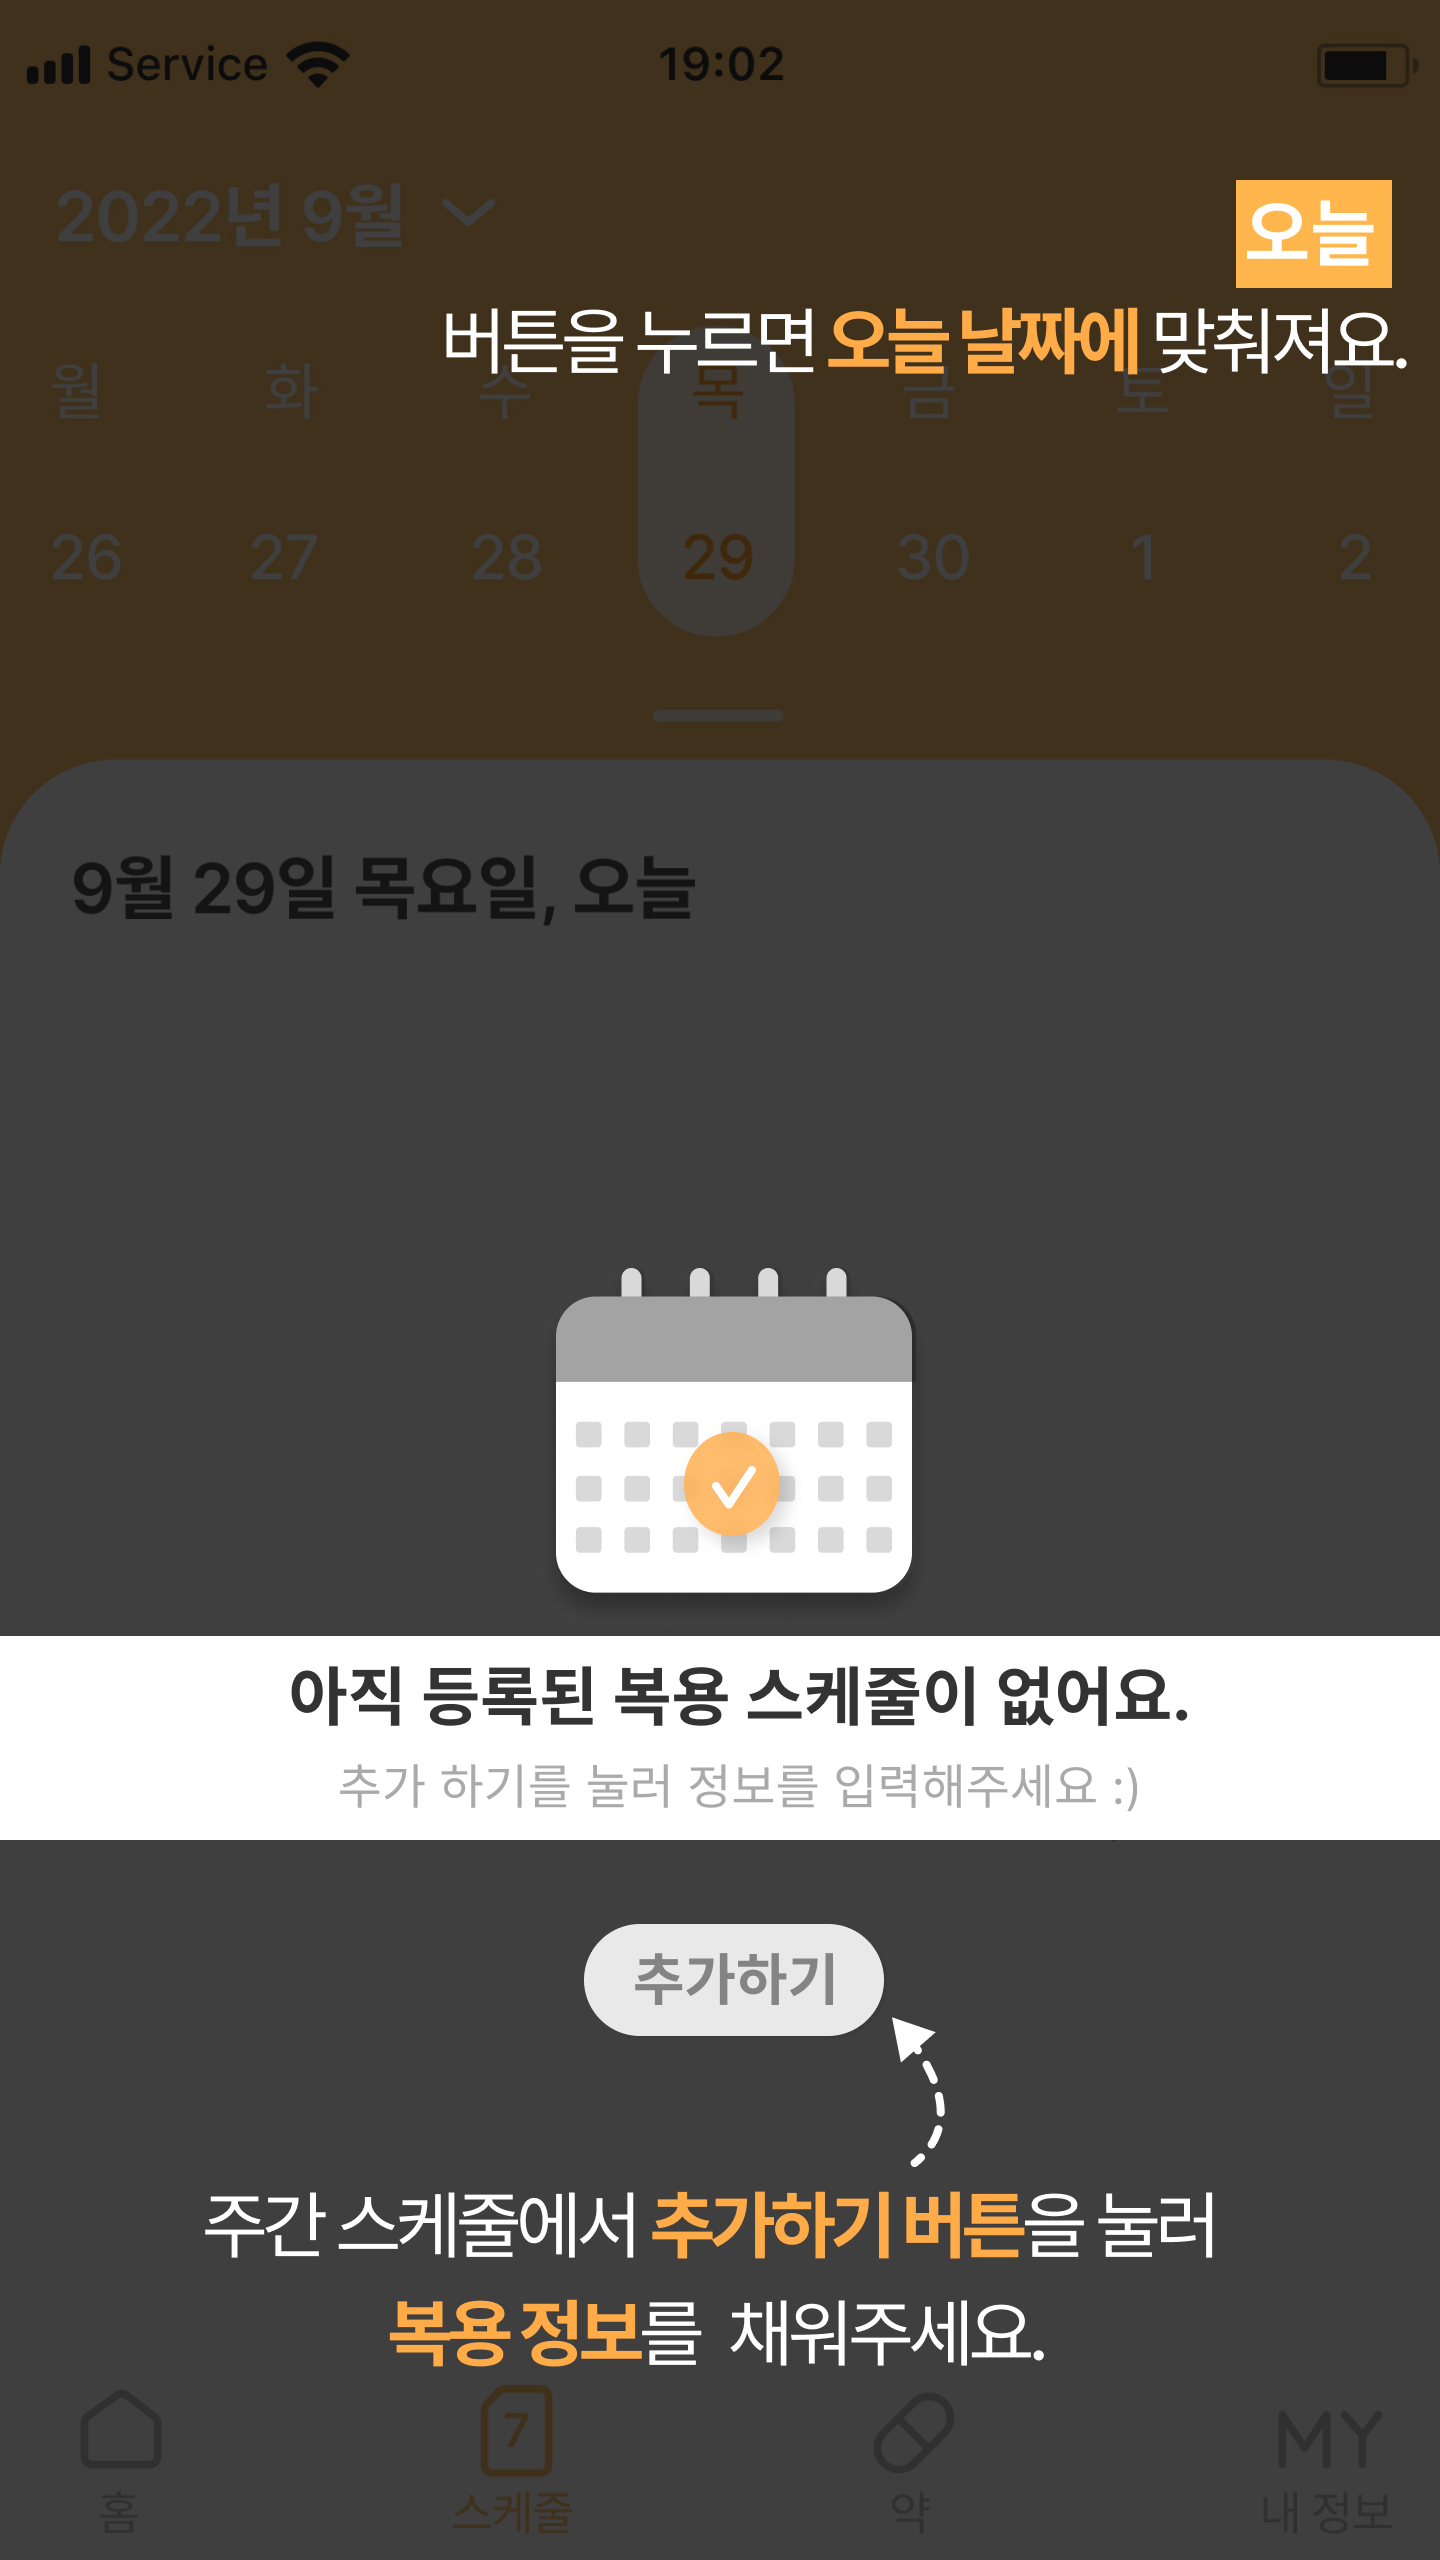 Service 19:02
2022년 9월
오늘
버튼을 누르면 오늘 날짜에 맞춰져요.
월 화 수 목 금 토 일
26 27 28 29 30 1 2
9월 29일 목요일, 오늘
아직 등록된 복용 스케줄이 없어요.
추가 하기를 눌러 정보를 입력해주세요 :)
추가하기
주간 스케줄에서 추가하기 버튼을 눌러
복용 정보를 채워주세요.
7 MY
홈 스케줄 약 내 정보